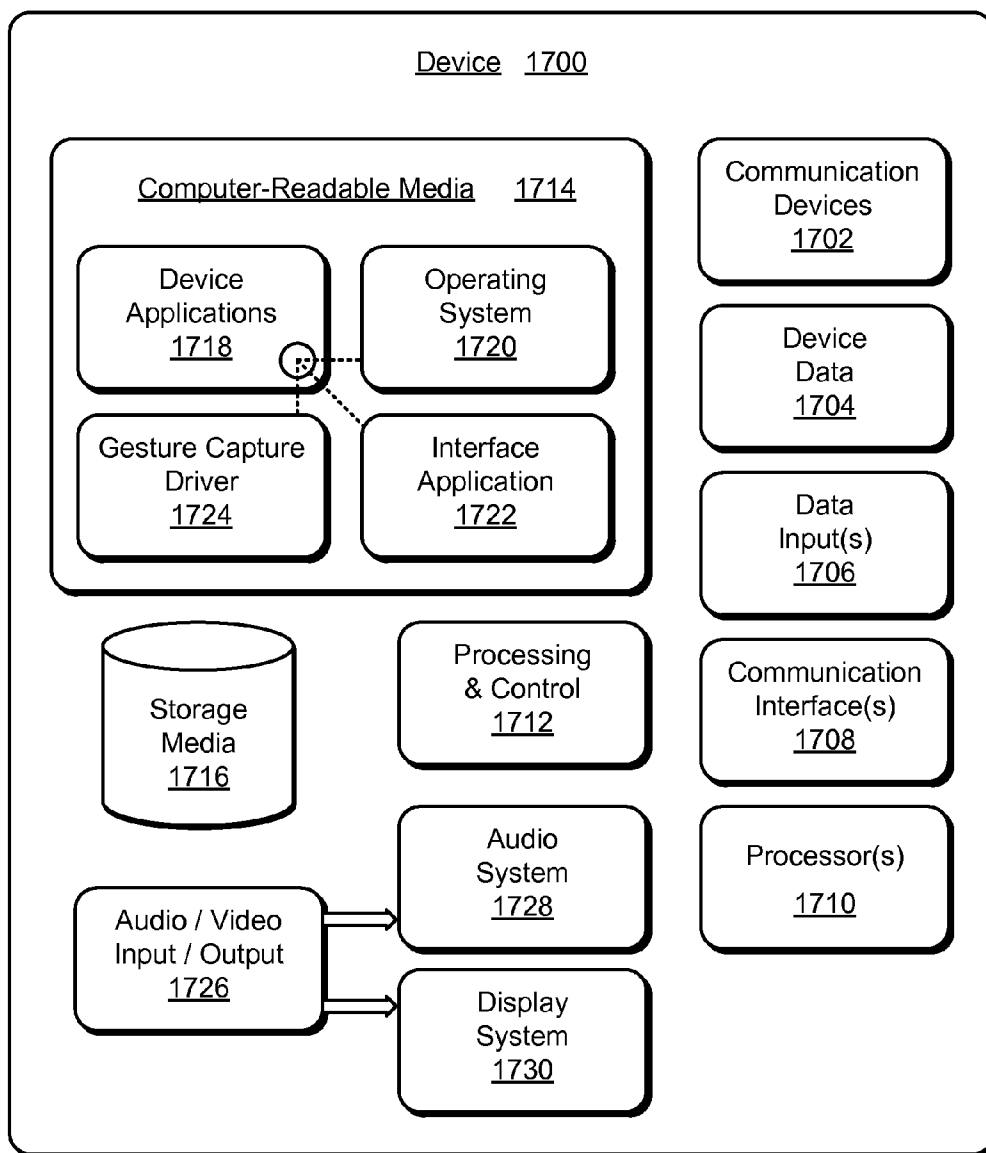 Device 1700
Computer-Readable Media 1714
Device
Applications
1718
Operating
System
1720
Gesture Capture
Driver
1724
Interface
Application
1722
Storage
Media
1716
Processing
& Control
1712
Audio / Video
Input / Output
1726
Audio
System
1728
Display
System
1730
Communication
Devices
1702
Device
Data
1704
Data
Input(s)
1706
Communication
Interface(s)
1708
Processor(s)
1710